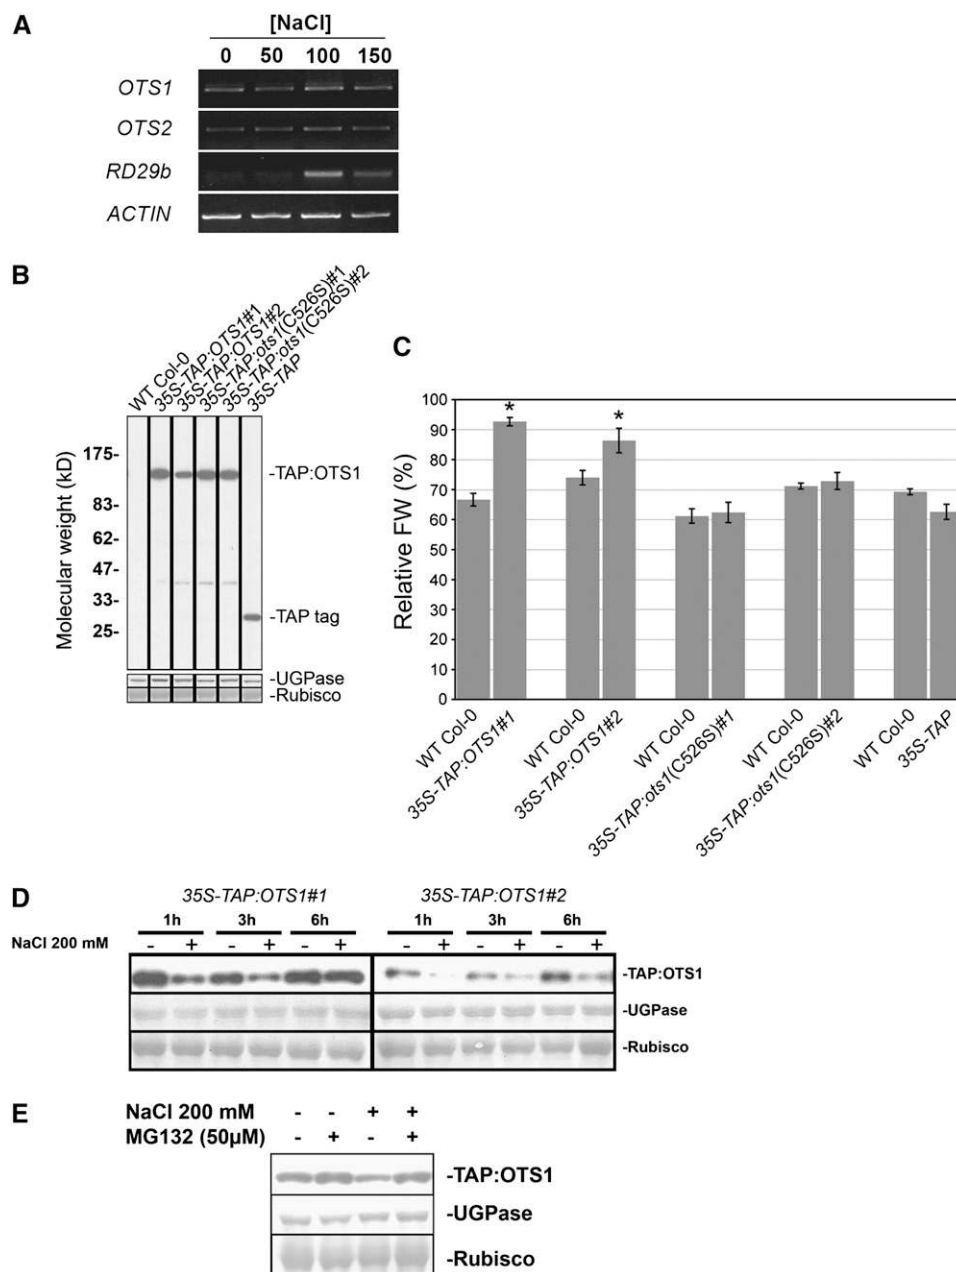 A
[NaCl]
0 50 100 150
OTS1
OTS2
RD29b
ACTIN
B
WT Col-0
35S-TAP:OTS1#1
35S-TAP:OTS1#2
35S-TAP:ots1(C526S)#1
35S-TAP:ots1(C526S)#2
35S-TAP
Molecular weight (kD)
175-
83-
62-
47-
33-
25-
-TAP:OTS1
-TAP tag
-UGPase
-Rubisco
C
Relative FW (%)
100
90
80
70
60
50
40
30
20
10
0
* *
WT Col-0
35S-TAP:OTS1#1
WT Col-0
35S-TAP:OTS1#2
WT Col-0
35S-TAP:ots1(C526S)#1
WT Col-0
35S-TAP:ots1(C526S)#2
WT Col-0
35S-TAP
D
35S-TAP:OTS1#1 35S-TAP:OTS1#2
1h 3h 6h 1h 3h 6h
NaCl 200 mM - + - + - + - + - + - +
-TAP:OTS1
-UGPase
-Rubisco
E
NaCl 200 mM - - + +
MG132 (50µM) - + - +
-TAP:OTS1
-UGPase
-Rubisco